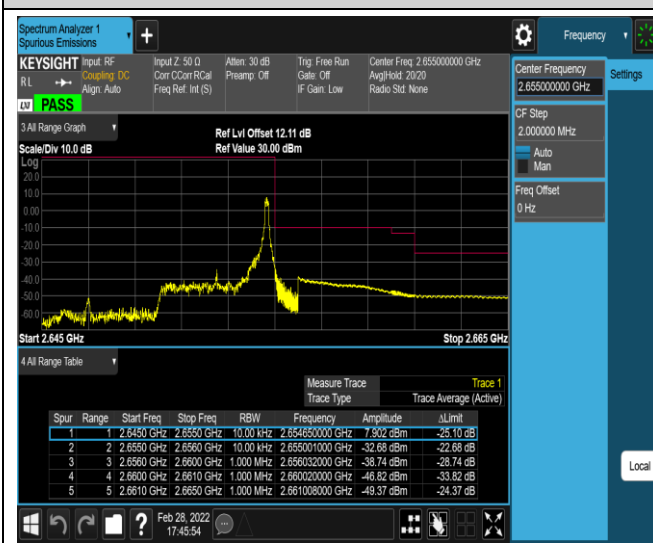 Spectrum Analyzer 1
Spurious Emissions
Frequency
KEYSIGHT
RL
Input: RF
Coupling: DC
Align: Auto
Input Z: 50 Ω
Corr CCorr RCal
Freq Ref: Int (S)
Atten: 30 dB
Preamp: Off
Trig: Free Run
Gate: Off
IF Gain: Low
Center Freq: 2.655000000 GHz
Avg|Hold: 20/20
Radio Std: None
LXI PASS
Center Frequency
2.655000000 GHz
Settings
CF Step
2.000000 MHz
Auto
Man
Freq Offset
0 Hz
3 All Range Graph
Ref Lvl Offset 12.11 dB
Scale/Div 10.0 dB
Ref Value 30.00 dBm
Log
20.0
10.0
0.00
-10.0
-20.0
-30.0
-40.0
-50.0
-60.0
Start 2.645 GHz
Stop 2.665 GHz
4 All Range Table
Measure Trace Trace 1
Trace Type Trace Average (Active)
Spur Range Start Freq Stop Freq RBW Frequency Amplitude ΔLimit
1 1 2.6450 GHz 2.6550 GHz 10.00 kHz 2.654650000 GHz 7.902 dBm -25.10 dB
2 2 2.6550 GHz 2.6560 GHz 10.00 kHz 2.655001000 GHz -32.68 dBm -22.68 dB
3 3 2.6560 GHz 2.6600 GHz 1.000 MHz 2.656032000 GHz -38.74 dBm -28.74 dB
4 4 2.6600 GHz 2.6610 GHz 1.000 MHz 2.660020000 GHz -46.82 dBm -33.82 dB
5 5 2.6610 GHz 2.6650 GHz 1.000 MHz 2.661008000 GHz -49.37 dBm -24.37 dB
Local
Feb 28, 2022
17:45:54